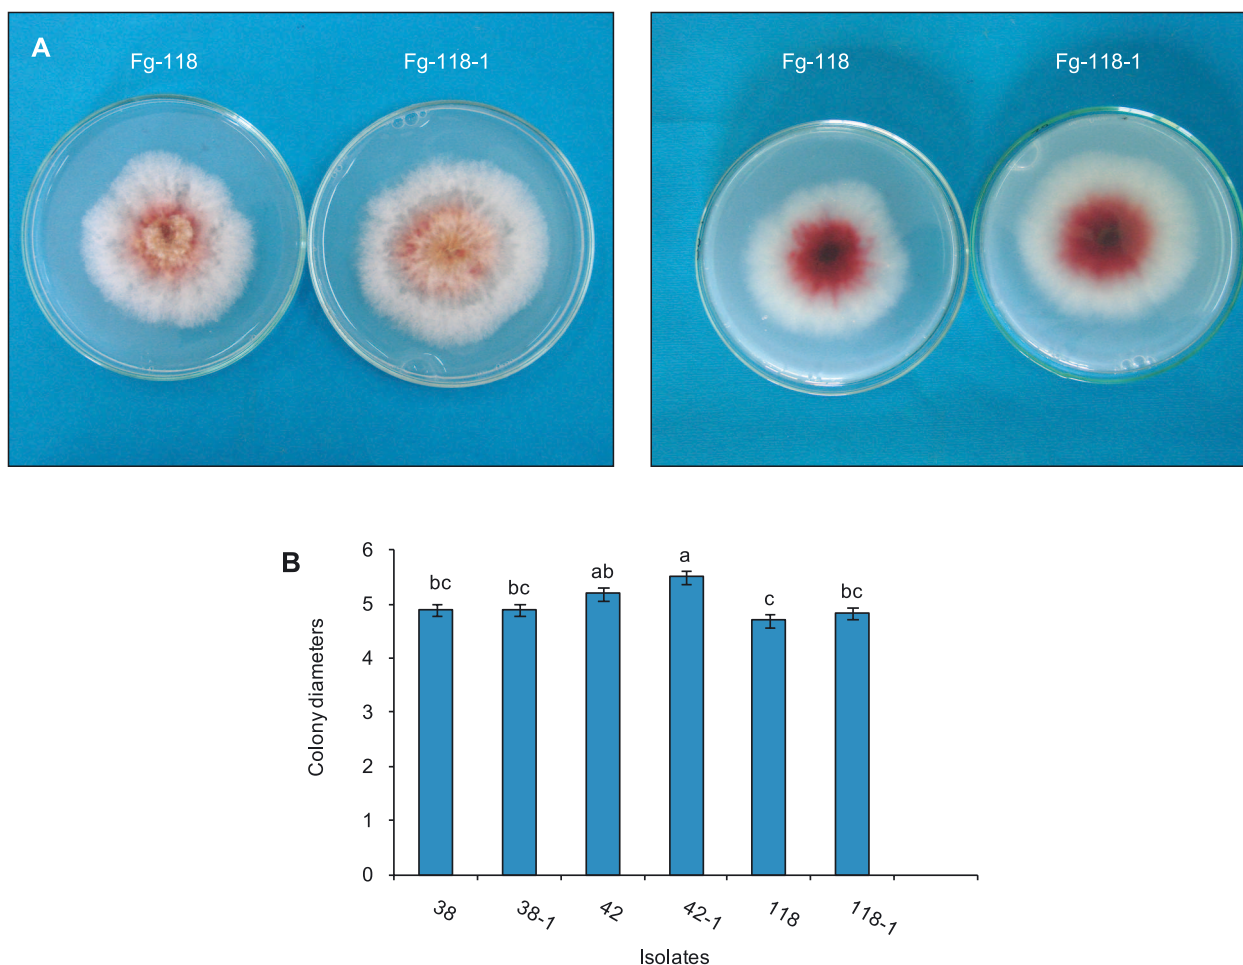 A
Fg-118
Fg-118-1
Fg-118
Fg-118-1
B
6
5
4
3
2
1
0
Colony diameters
bc
bc
ab
a
c
bc
38
38-1
42
42-1
118
118-1
Isolates